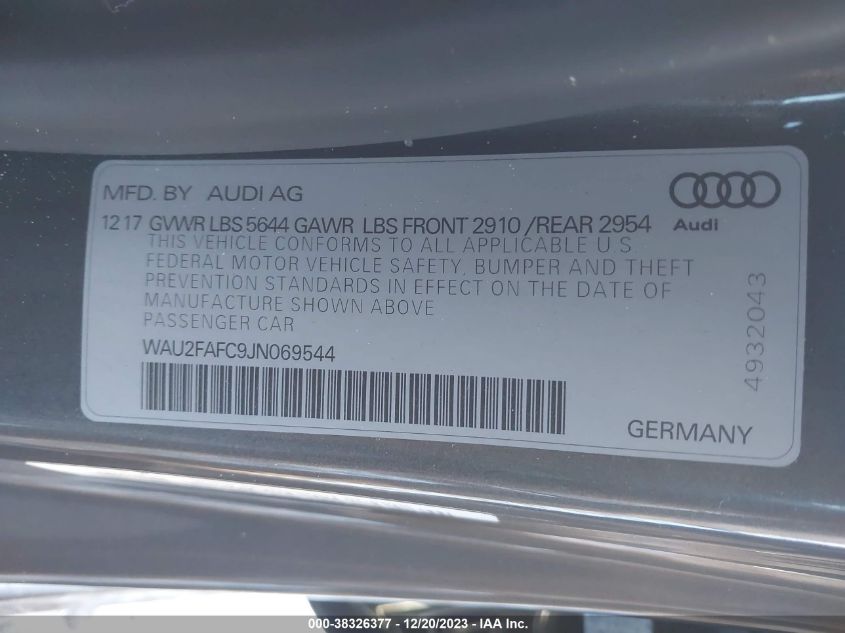 MFD. BY AUDI AG
12 17 GVWR LBS 5644 GAWR LBS FRONT 2910 /REAR 2954
Audi
THIS VEHICLE CONFORMS TO ALL APPLICABLE U.S.
FEDERAL MOTOR VEHICLE SAFETY, BUMPER AND THEFT
PREVENTION STANDARDS IN EFFECT ON THE DATE OF
MANUFACTURE SHOWN ABOVE
PASSENGER CAR
WAU2FAFC9JN069544
4932043
GERMANY
000-38326377 - 12/20/2023 - IAA Inc.